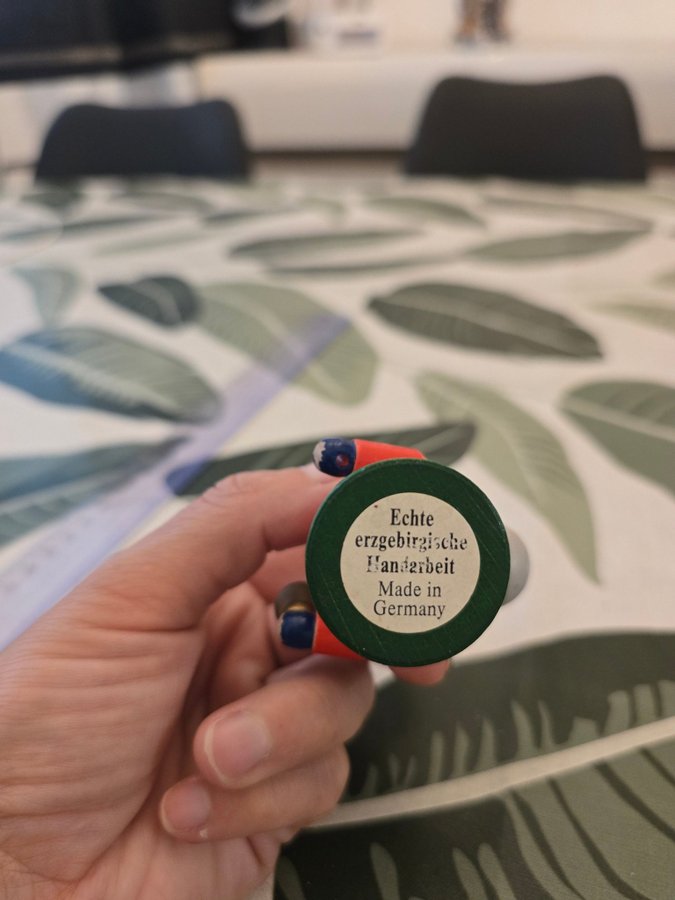 Echte
erzgebirgische
Handarbeit
Made in
Germany